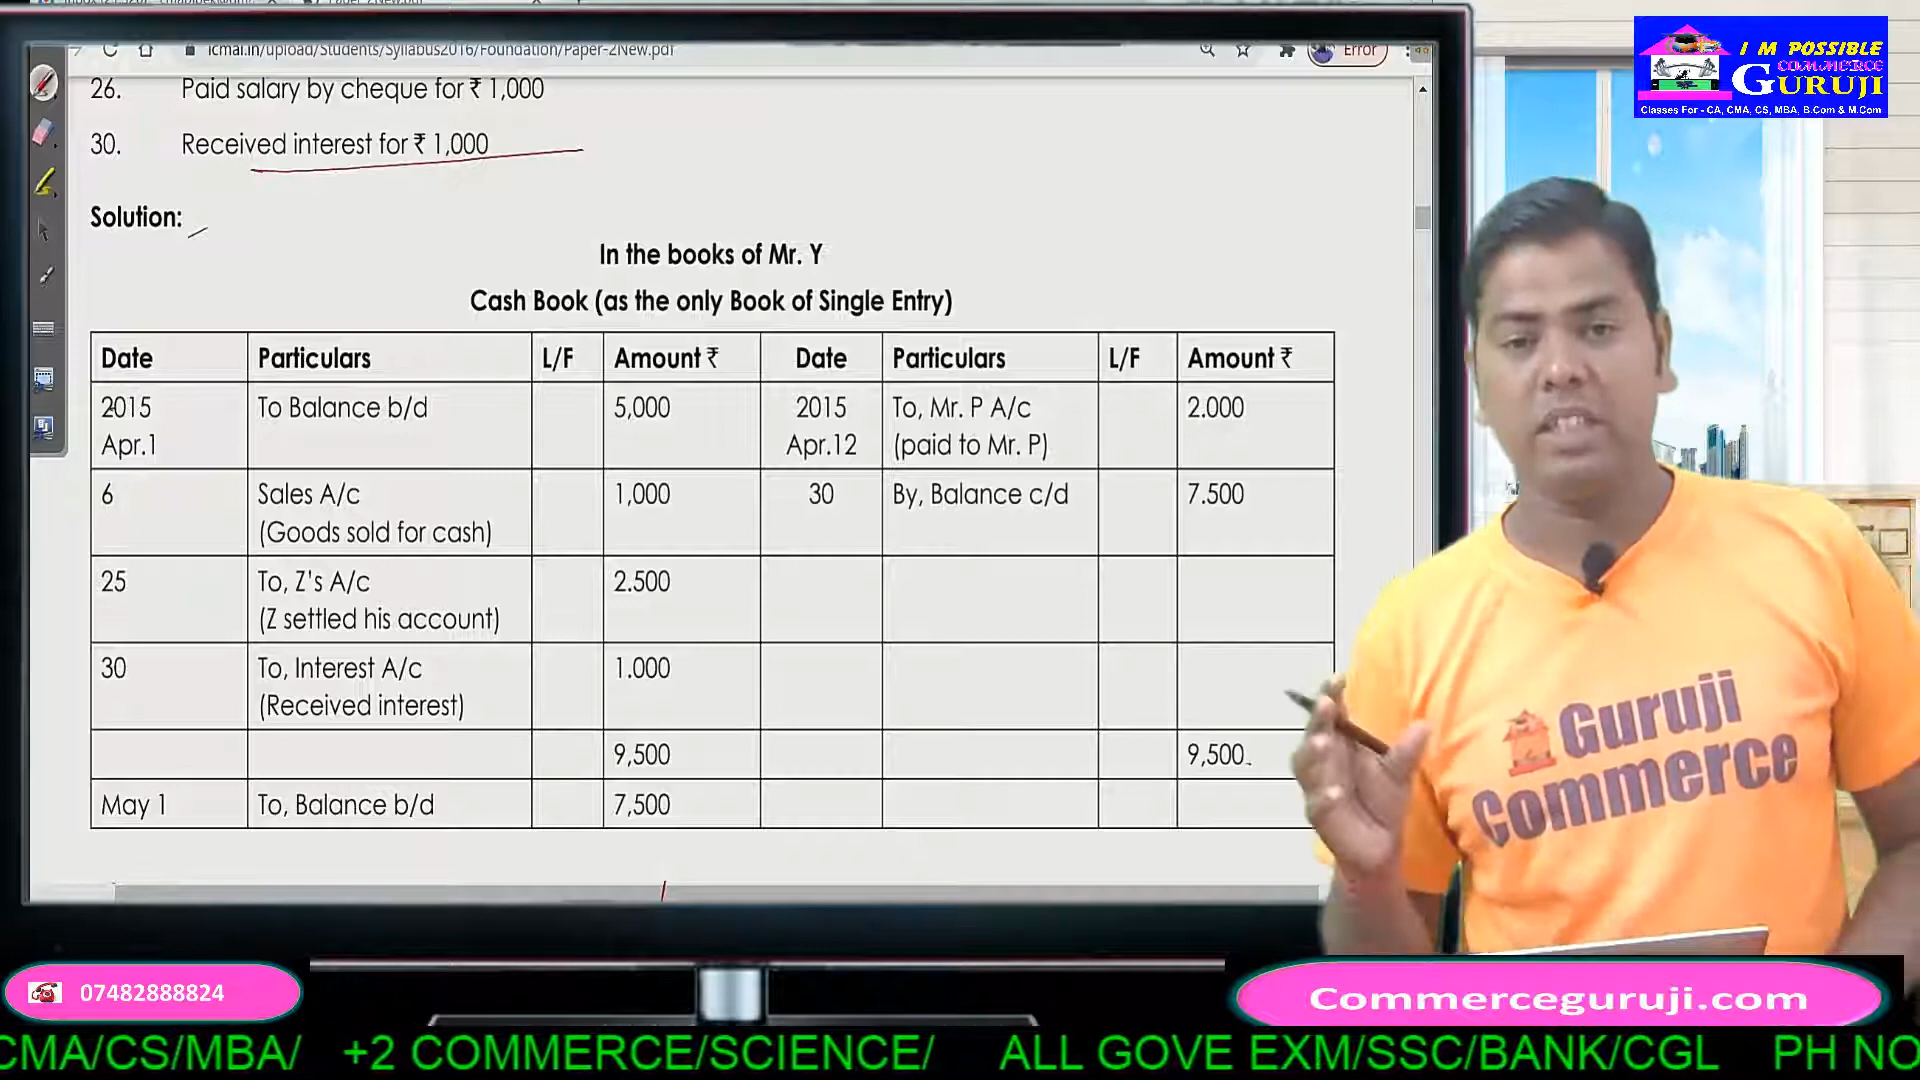 icmai.in/upload/Students/Syllabus2016/Foundation/Paper-2New.pdf
Error
I M POSSIBLE
COMMERCE
GURUJI
Classes For - CA, CMA, CS, MBA, B.Com & M.Com
26. Paid salary by cheque for ₹ 1,000
30. Received interest for ₹ 1,000
Solution:
In the books of Mr. Y
Cash Book (as the only Book of Single Entry)
Date Particulars L/F Amount ₹ Date Particulars L/F Amount ₹
2015 To Balance b/d 5,000 2015 To, Mr. P A/c 2.000
Apr.1 Apr.12 (paid to Mr. P)
6 Sales A/c 1,000 30 By, Balance c/d 7.500
(Goods sold for cash)
25 To, Z's A/c 2.500
(Z settled his account)
30 To, Interest A/c 1.000
(Received interest)
9,500 9,500
May 1 To, Balance b/d 7,500
Guruji
Commerce
07482888824
Commerceguruji.com
CMA/CS/MBA/ +2 COMMERCE/SCIENCE/ ALL GOVE EXM/SSC/BANK/CGL PH NO